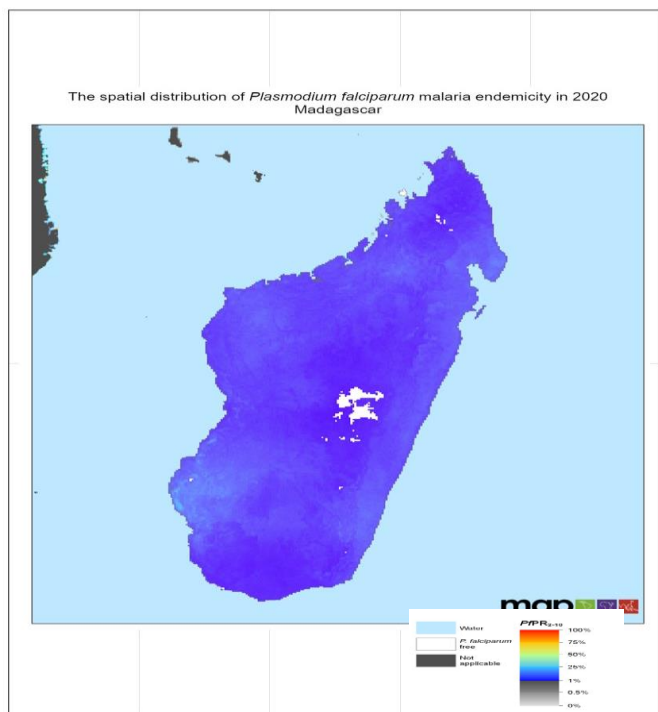 The spatial distribution of Plasmodium falciparum malaria endemicity in 2020
Madagascar
map
Water
P. falciparum
free
Not
applicable
PfPR2-10
100%
75%
50%
25%
1%
0.5%
0%